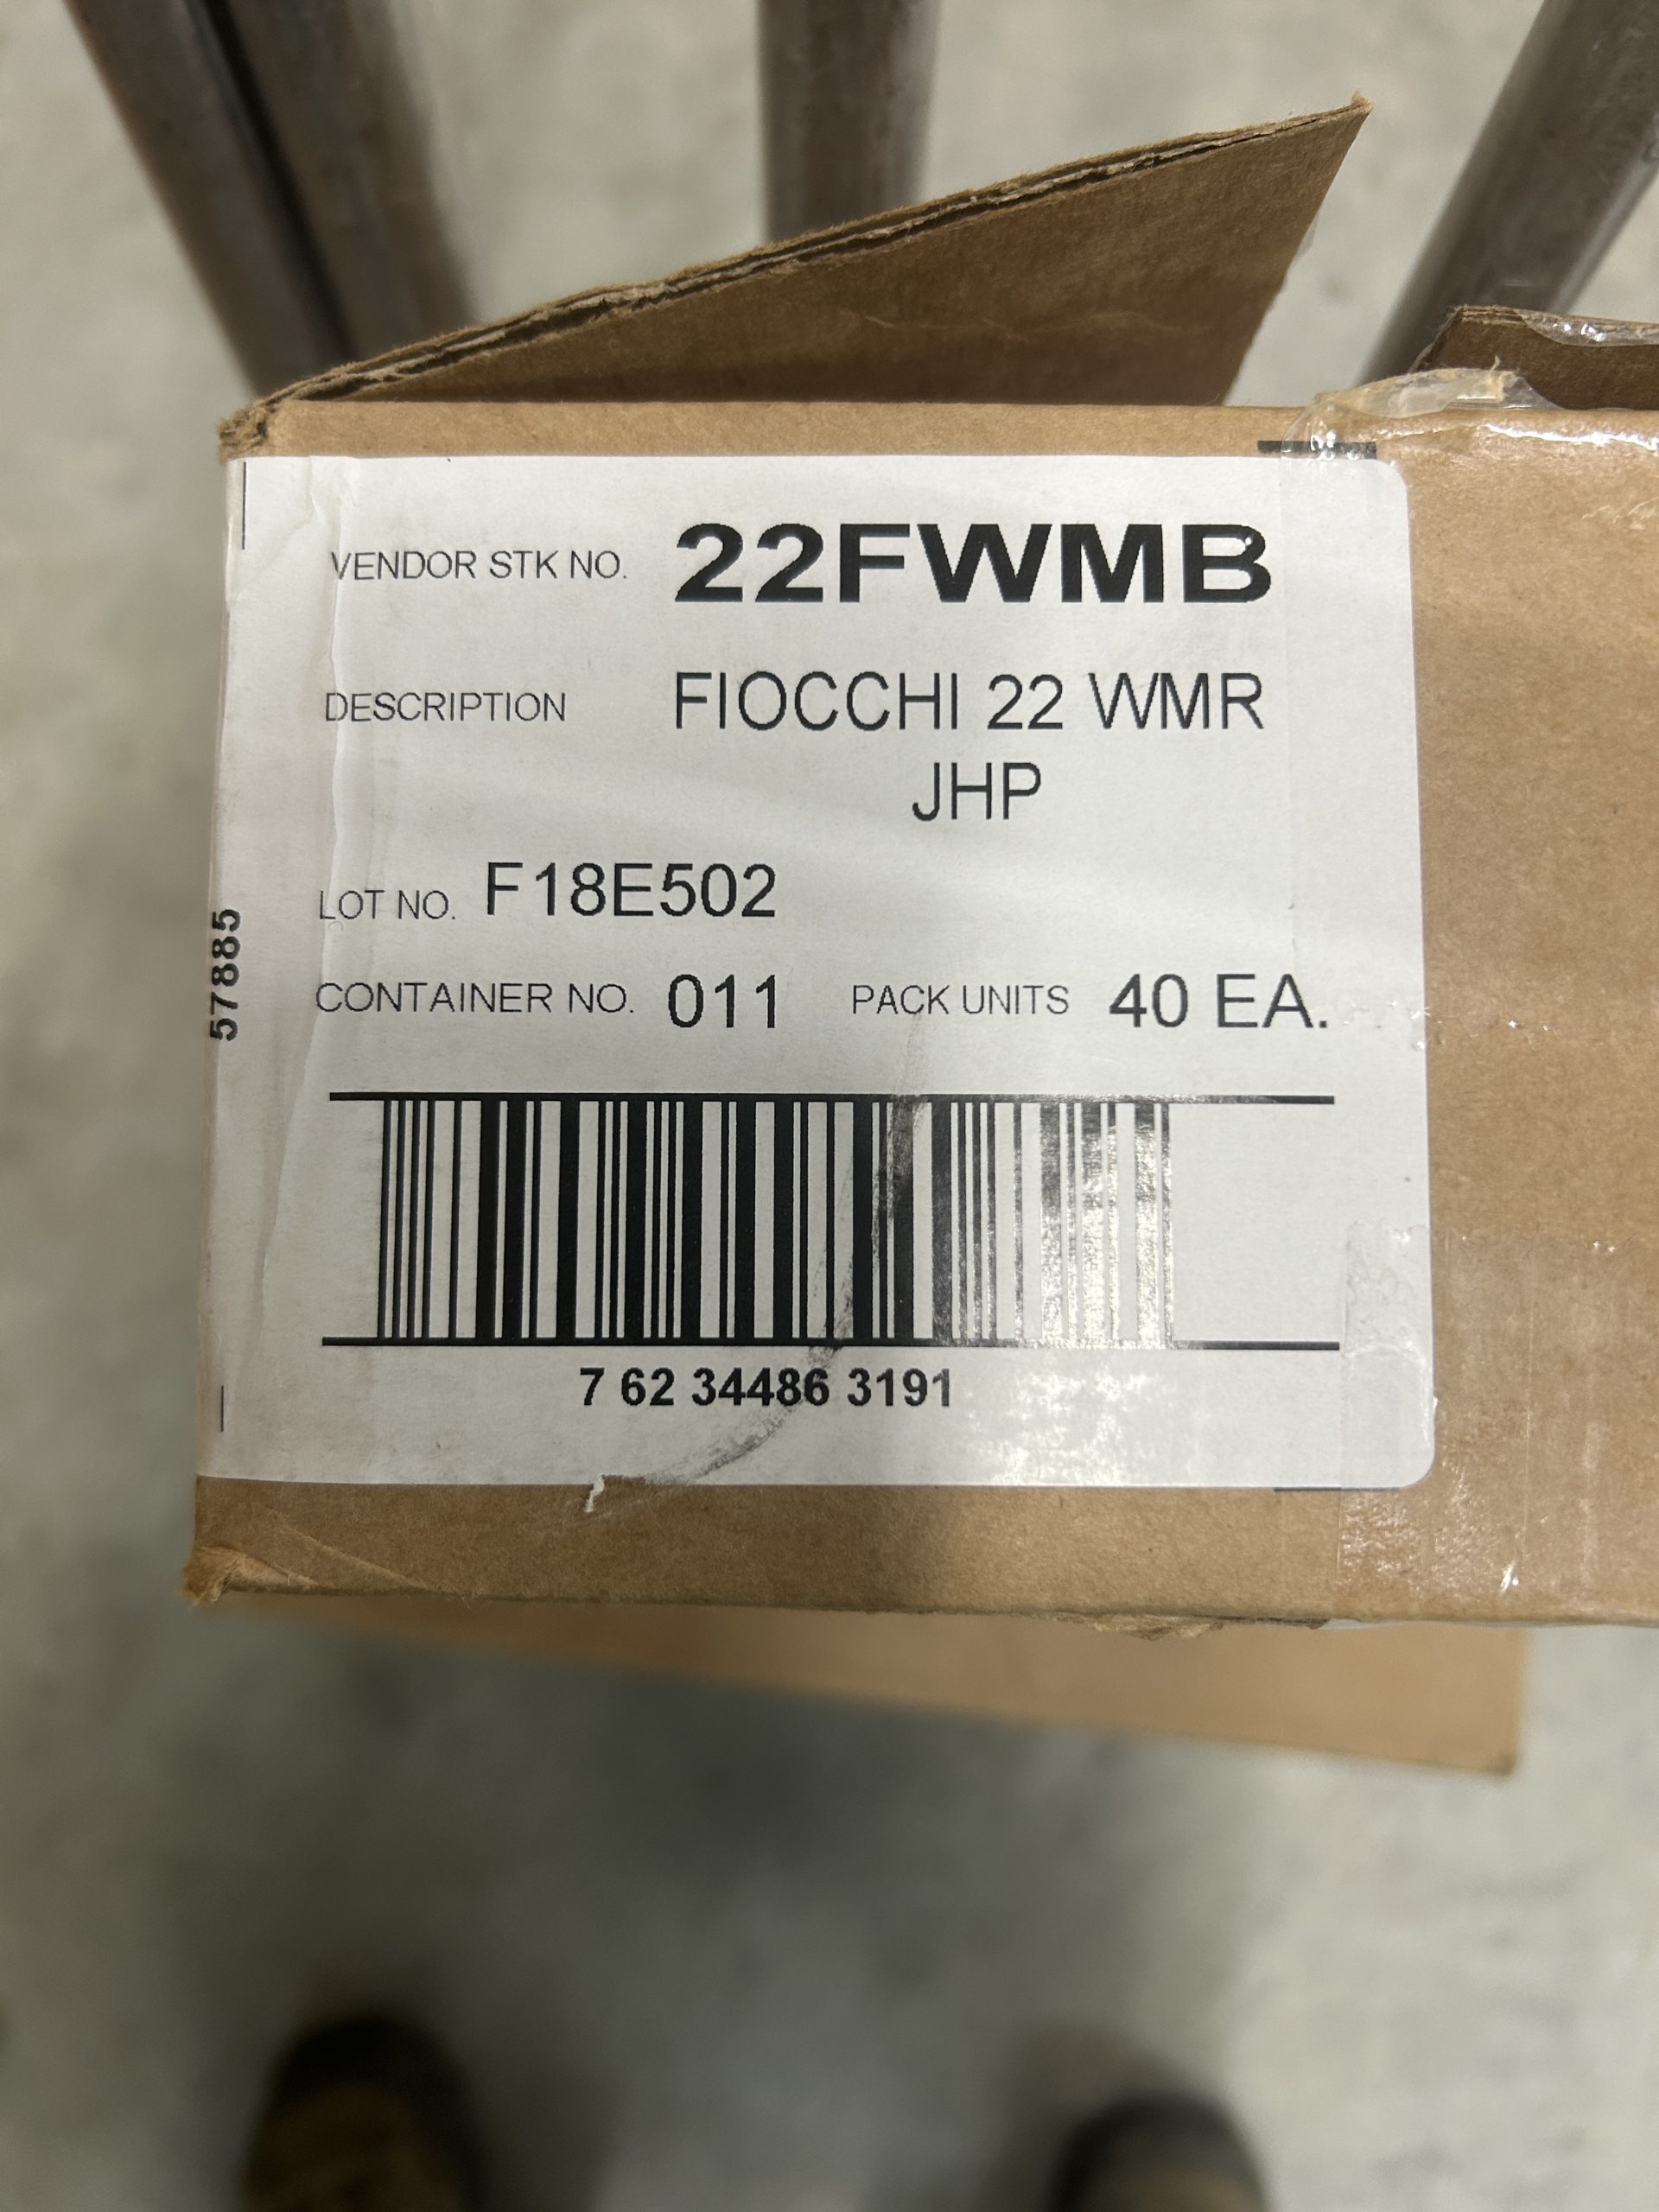 VENDOR STK NO. 22FWMB
DESCRIPTION FIOCCHI 22 WMR
JHP
LOT NO. F18E502
57885
CONTAINER NO. 011 PACK UNITS 40 EA.
7 62 34486 3191